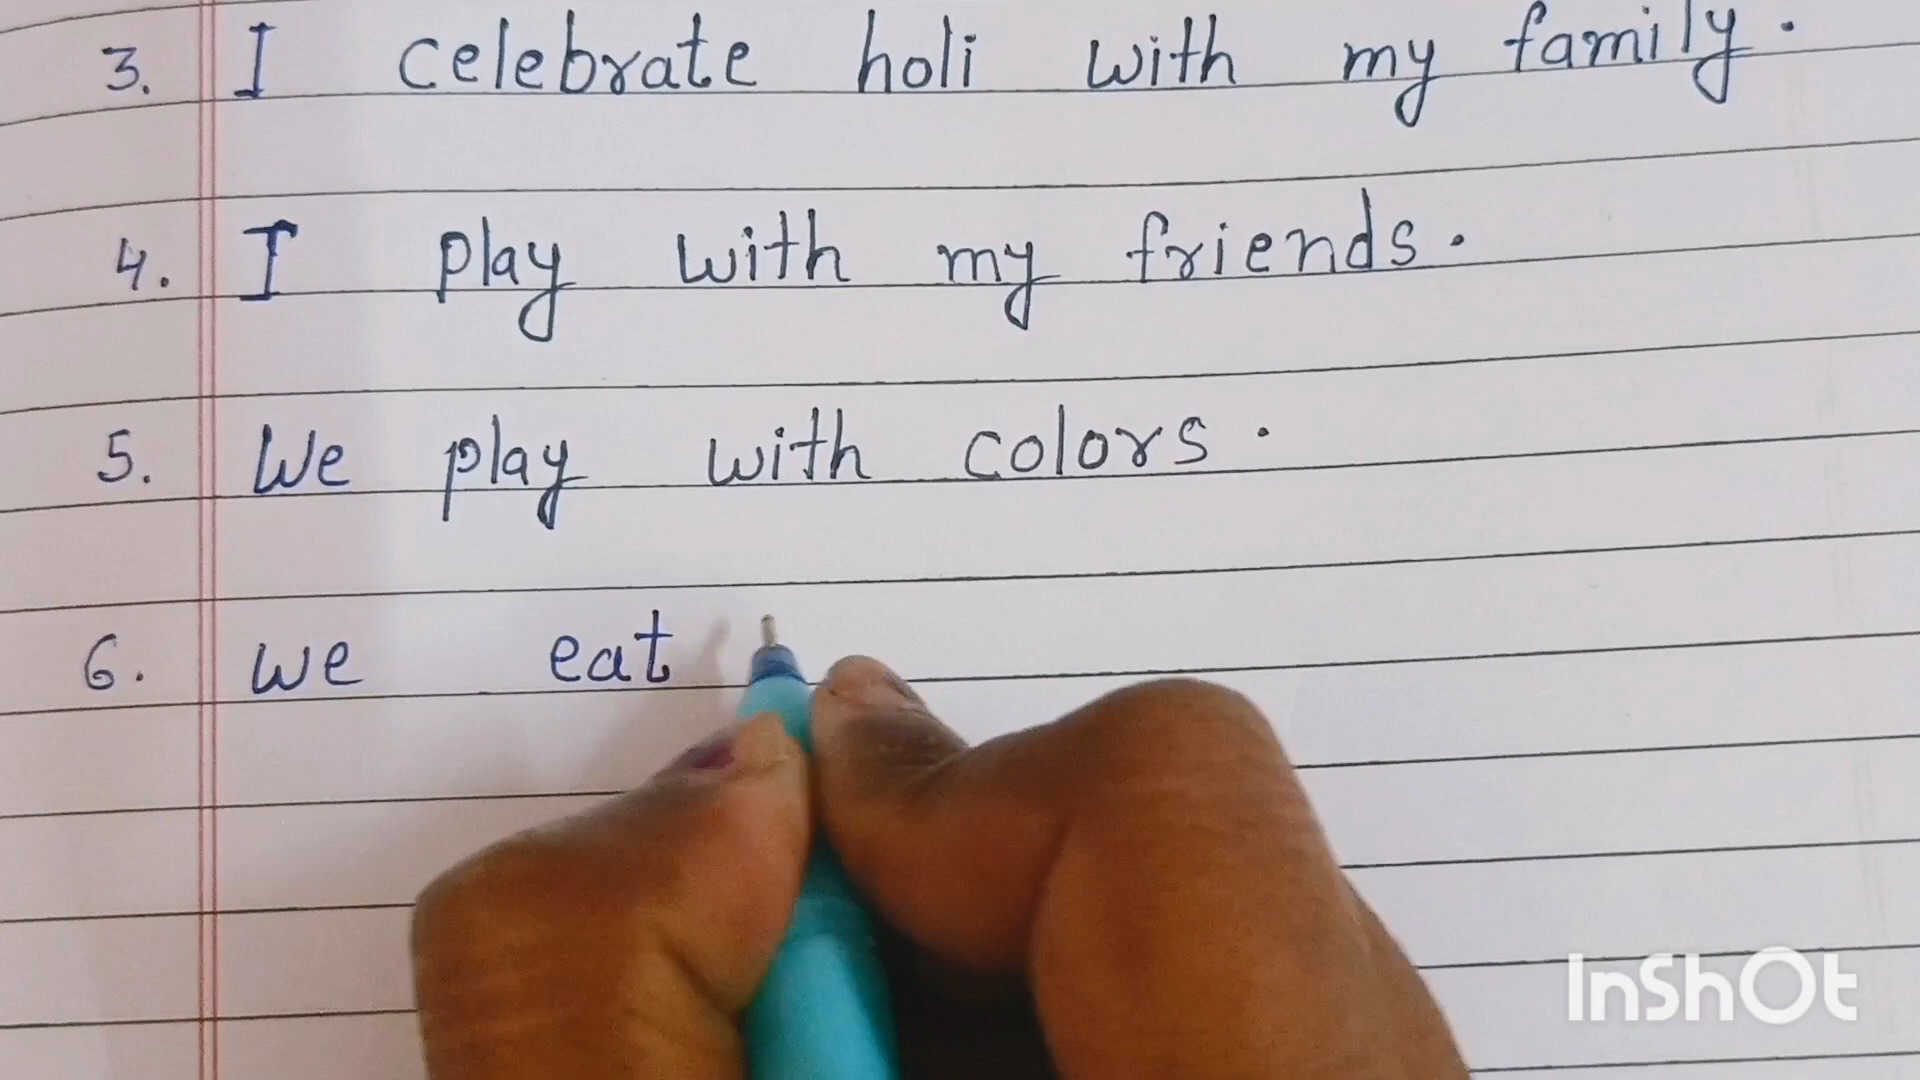 3. I celebrate holi with my family.
4. I play with my friends.
5. We play with colors.
6. we eat
InShOt